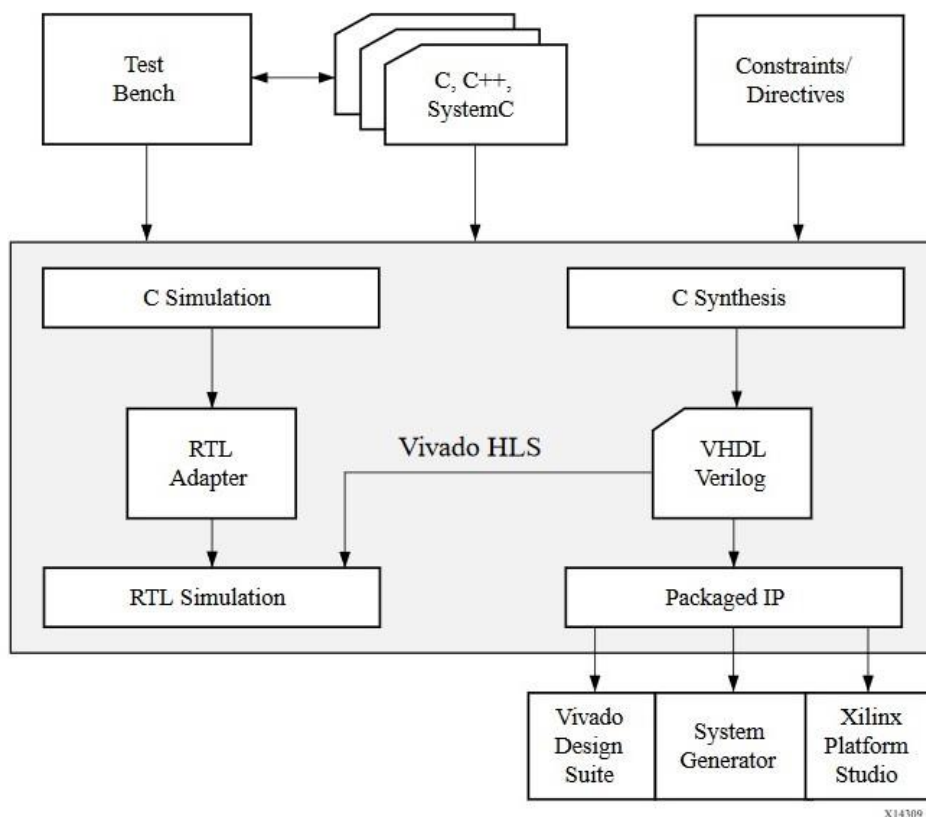 Test
Bench
C, C++,
SystemC
Constraints/
Directives
C Simulation
C Synthesis
RTL
Adapter
Vivado HLS
VHDL
Verilog
RTL Simulation
Packaged IP
Vivado
Design
Suite
System
Generator
Xilinx
Platform
Studio
X14309